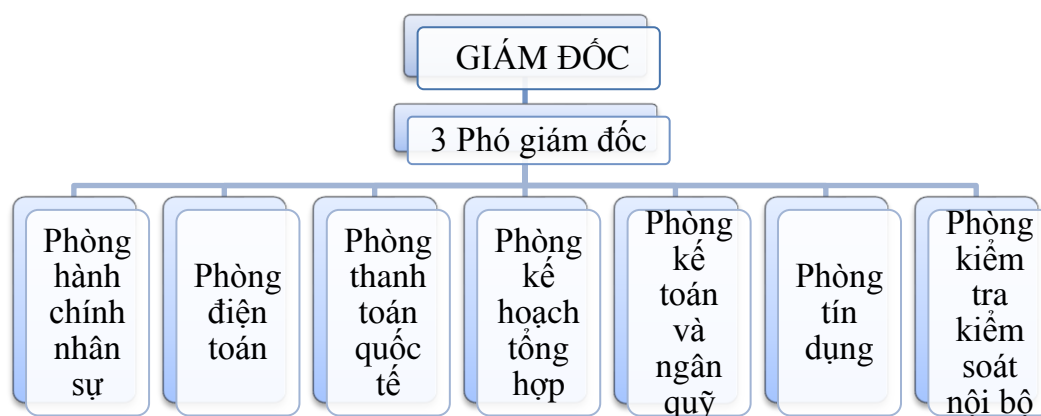 GIÁM ĐỐC
3 Phó giám đốc
Phòng
hành
chính
nhân
sự
Phòng
điện
toán
Phòng
thanh
toán
quốc
tế
Phòng
kế
hoạch
tổng
hợp
Phòng
kế
toán
và
ngân
quỹ
Phòng
tín
dụng
Phòng
kiểm
tra
kiểm
soát
nội bộ